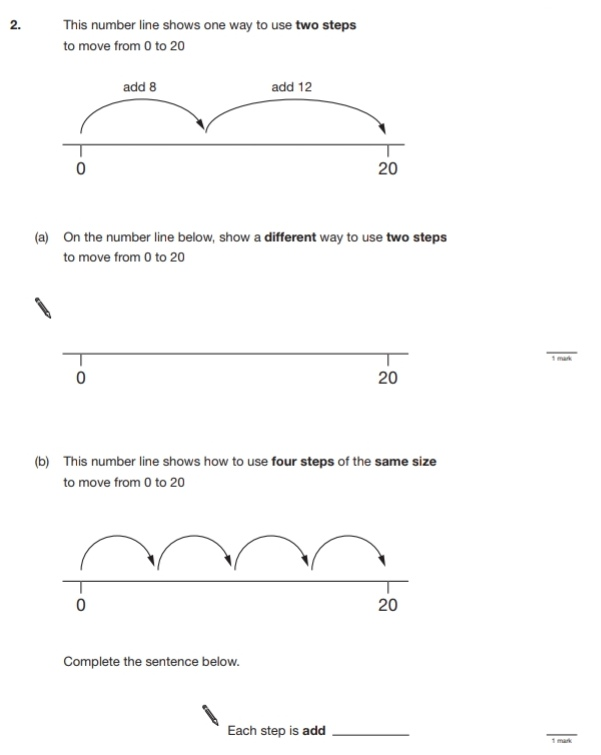 2. This number line shows one way to use two steps
to move from 0 to 20
add 8 add 12
0 20
(a) On the number line below, show a different way to use two steps
to move from 0 to 20
1 mark
0 20
(b) This number line shows how to use four steps of the same size
to move from 0 to 20
0 20
Complete the sentence below.
Each step is add
1 mark